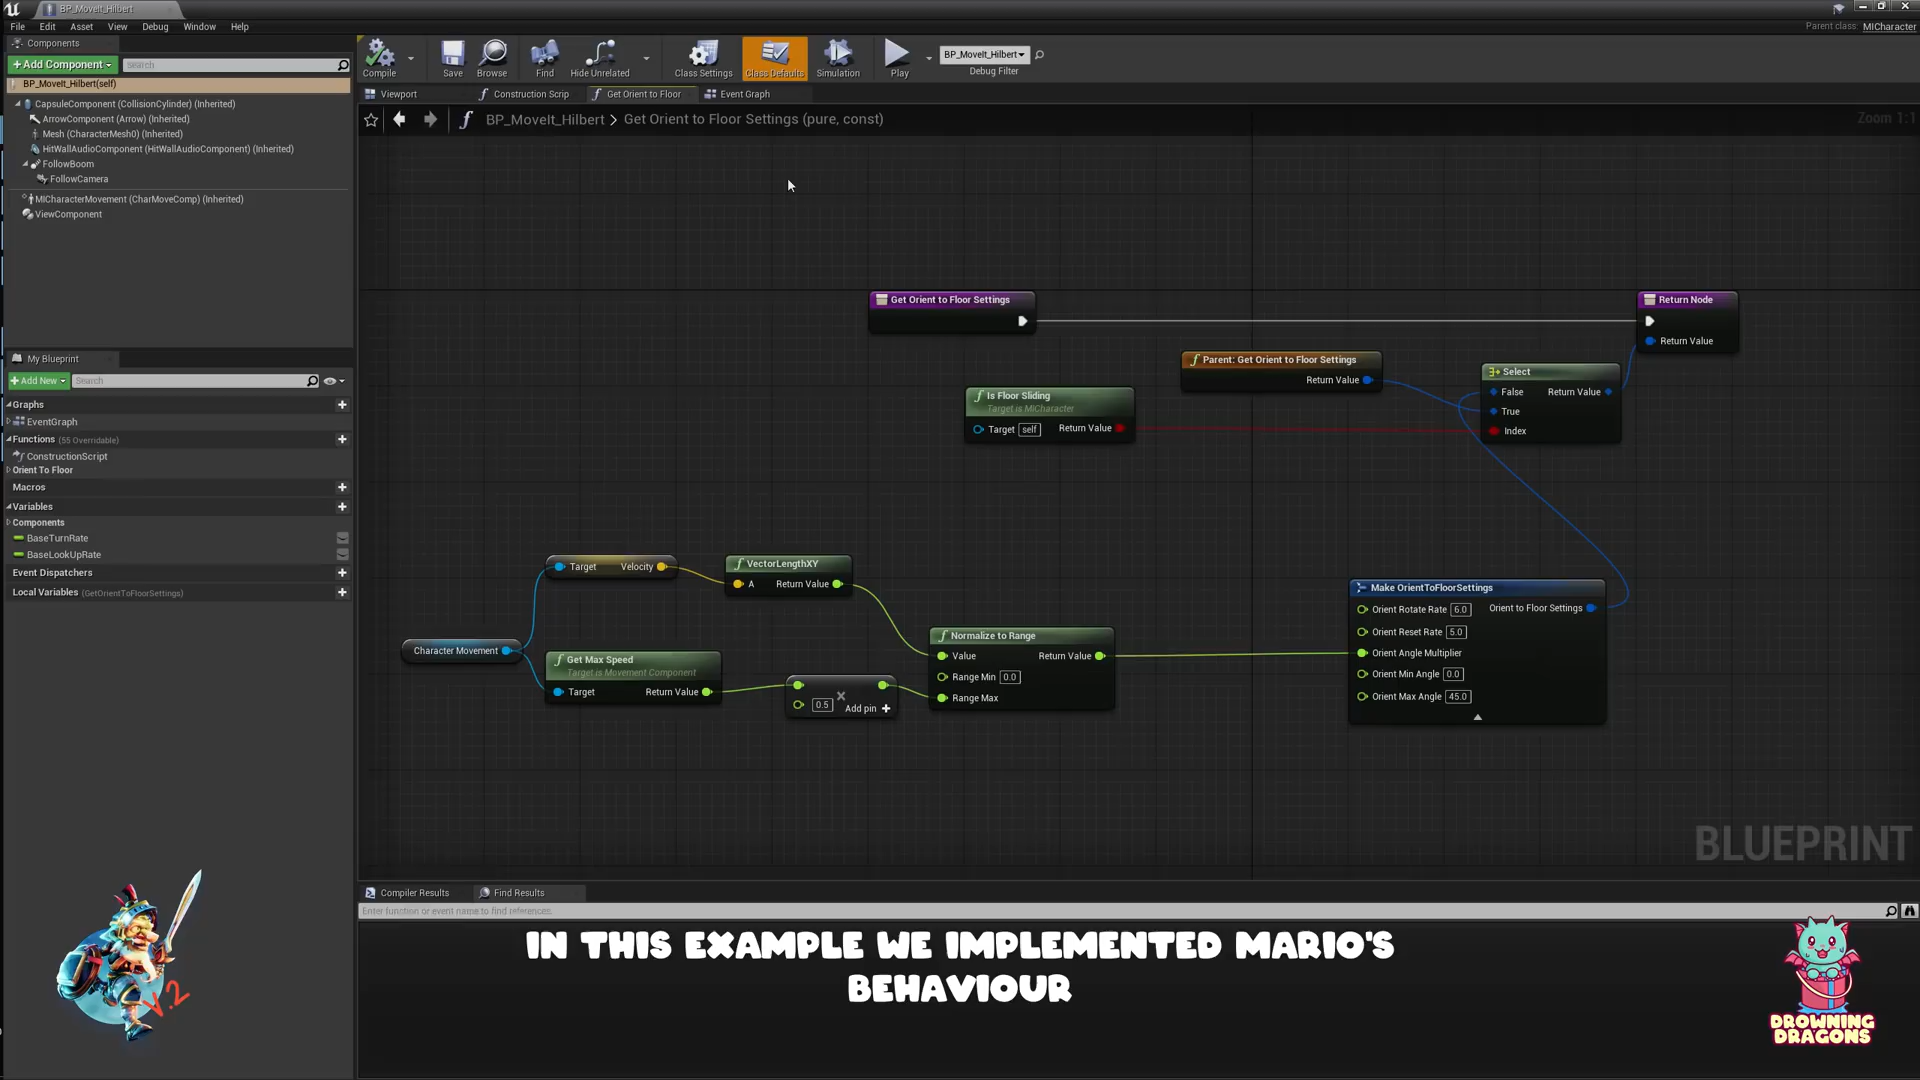 BP_MoveIt_Hilbert
File Edit Asset View Debug Window Help
Parent class: MICharacter
Components
+Add Component
Search
Compile
Save
Browse
Find
Hide Unrelated
Class Settings
Class Defaults
Simulation
Play
BP_MoveIt_Hilbert
Debug Filter
BP_MoveIt_Hilbert(self)
CapsuleComponent (CollisionCylinder) (Inherited)
ArrowComponent (Arrow) (Inherited)
Mesh (CharacterMesh0) (Inherited)
HitWallAudioComponent (HitWallAudioComponent) (Inherited)
FollowBoom
FollowCamera
MICharacterMovement (CharMoveComp) (Inherited)
ViewComponent
Viewport
Construction Scrip
Get Orient to Floor
Event Graph
BP_MoveIt_Hilbert > Get Orient to Floor Settings (pure, const)
Zoom 1:1
My Blueprint
+Add New
Search
Graphs
EventGraph
Functions (55 Overridable)
ConstructionScript
Orient To Floor
Macros
Variables
Components
BaseTurnRate
BaseLookUpRate
Event Dispatchers
Local Variables (GetOrientToFloorSettings)
Get Orient to Floor Settings
Return Node
Return Value
Parent: Get Orient to Floor Settings
Return Value
Select
False Return Value
True
Index
Is Floor Sliding
Target is MICharacter
Target self Return Value
Target Velocity
VectorLengthXY
A Return Value
Character Movement
Get Max Speed
Target is Movement Component
Target Return Value
0.5 Add pin +
Normalize to Range
Value Return Value
Range Min 0.0
Range Max
Make OrientToFloorSettings
Orient Rotate Rate 6.0 Orient to Floor Settings
Orient Reset Rate 5.0
Orient Angle Multiplier
Orient Min Angle 0.0
Orient Max Angle 45.0
BLUEPRINT
Compiler Results
Find Results
Enter function or event name to find references.
IN THIS EXAMPLE WE IMPLEMENTED MARIO'S
BEHAVIOUR
V.2
DROWNING
DRAGONS